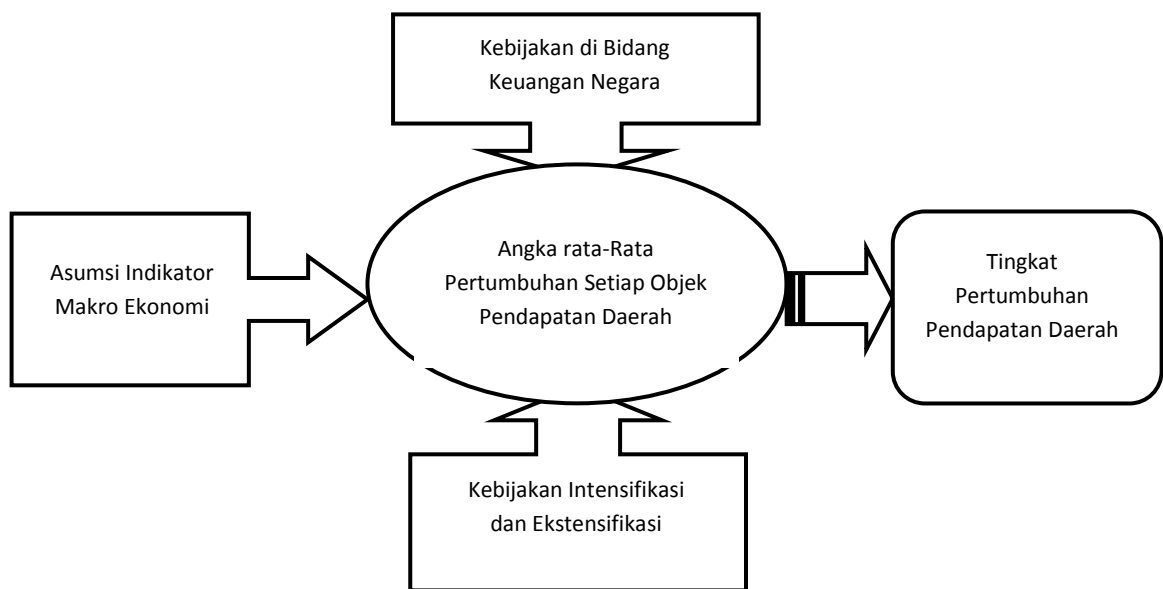 Kebijakan di Bidang
Keuangan Negara
Asumsi Indikator
Makro Ekonomi
Angka rata-Rata
Pertumbuhan Setiap Objek
Pendapatan Daerah
Tingkat
Pertumbuhan
Pendapatan Daerah
Kebijakan Intensifikasi
dan Ekstensifikasi